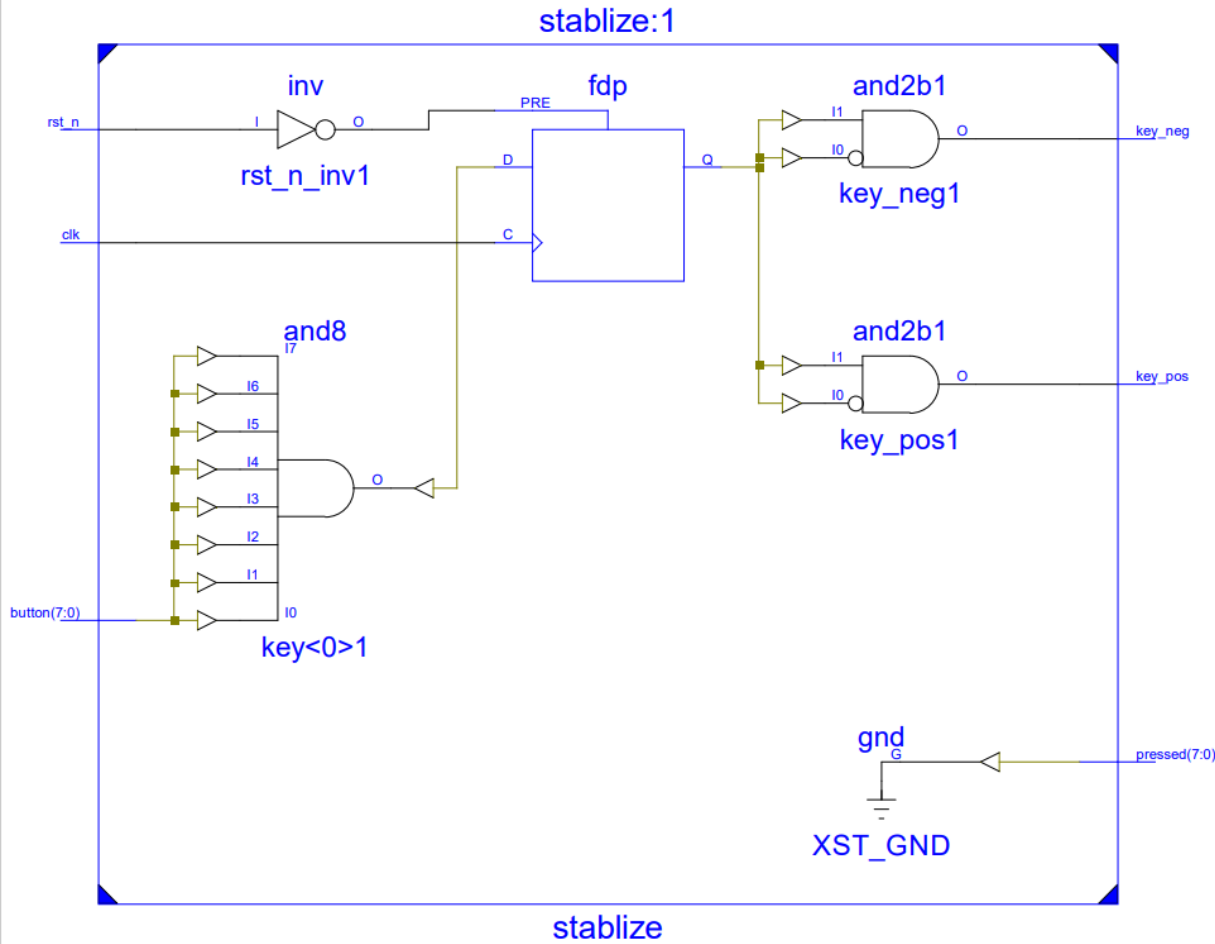 stablize:1
inv
fdp
and2b1
PRE
rst_n
I
O
I1
O
key_neg
D
Q
I0
rst_n_inv1
key_neg1
clk
C
and8
and2b1
I7
I1
O
key_pos
I6
I0
I5
key_pos1
I4
O
I3
I2
I1
button(7:0)
I0
key<0>1
gnd
G
pressed(7:0)
XST_GND
stablize